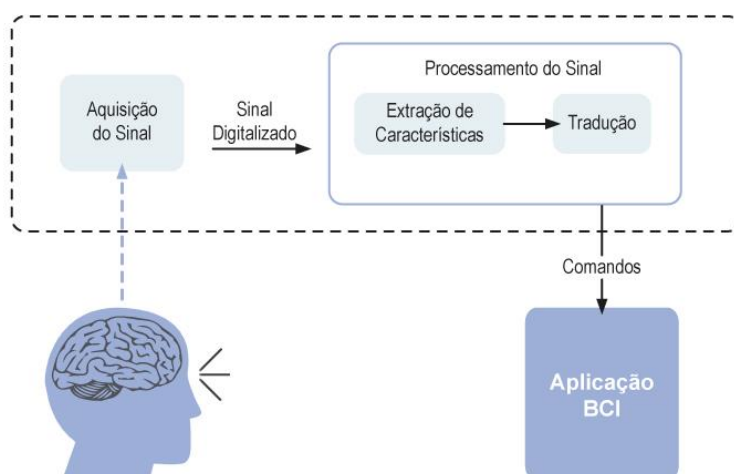 Aquisição
do Sinal
Sinal
Digitalizado
Processamento do Sinal
Extração de
Características
Tradução
Comandos
Aplicação
BCI